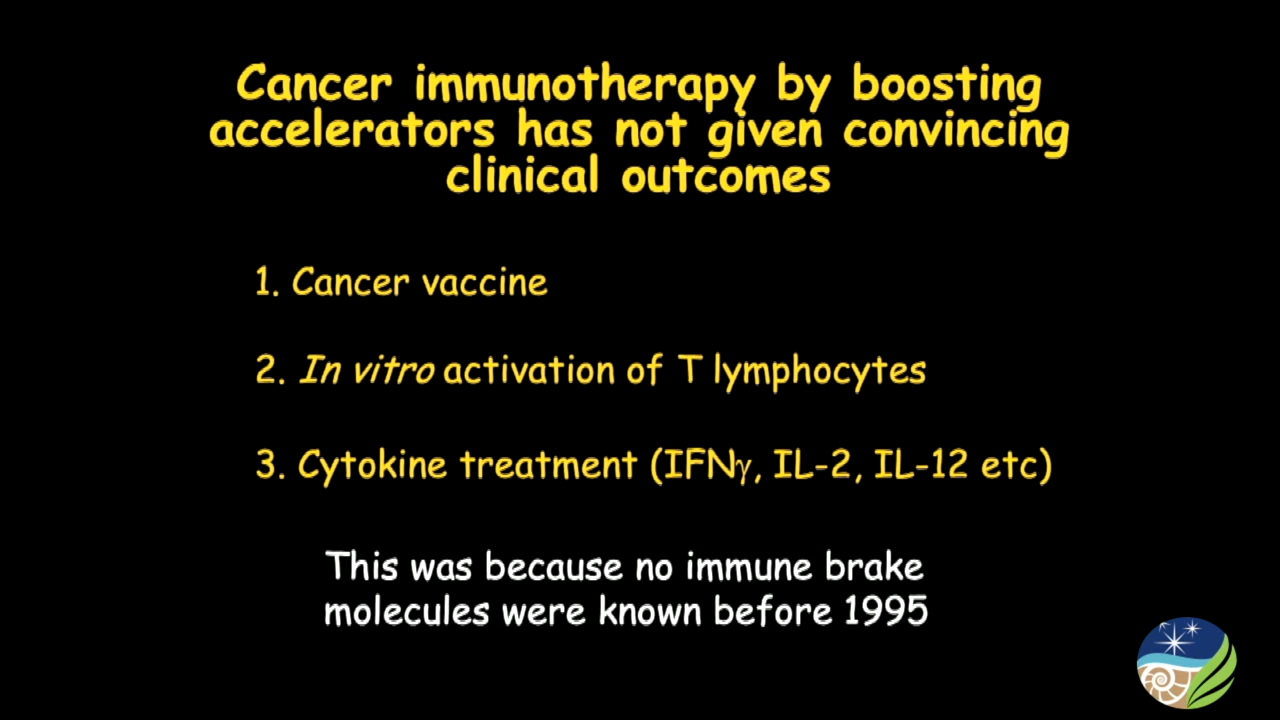 Cancer immunotherapy by boosting
accelerators has not given convincing
clinical outcomes
1. Cancer vaccine
2. In vitro activation of T lymphocytes
3. Cytokine treatment (IFNγ, IL-2, IL-12 etc)
This was because no immune brake
molecules were known before 1995